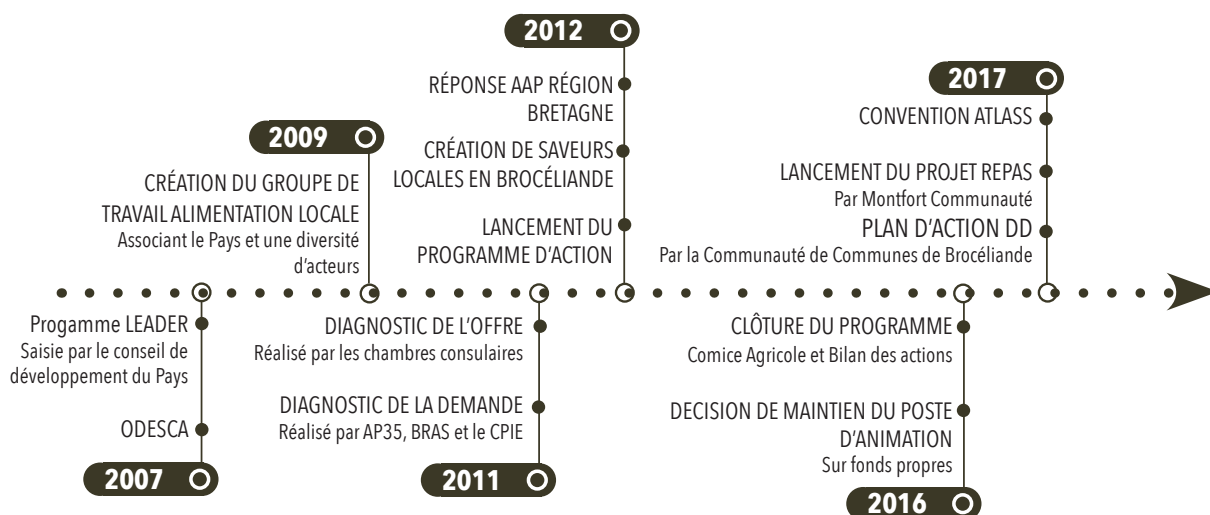 2007
Progamme LEADER
Saisie par le conseil de
développement du Pays
ODESCA
2009
CRÉATION DU GROUPE DE
TRAVAIL ALIMENTATION LOCALE
Associant le Pays et une diversité
d'acteurs
2011
DIAGNOSTIC DE L'OFFRE
Réalisé par les chambres consulaires
DIAGNOSTIC DE LA DEMANDE
Réalisé par AP35, BRAS et le CPIE
2012
RÉPONSE AAP RÉGION
BRETAGNE
CRÉATION DE SAVEURS
LOCALES EN BROCÉLIANDE
LANCEMENT DU
PROGRAMME D'ACTION
2016
CLÔTURE DU PROGRAMME
Comice Agricole et Bilan des actions
DECISION DE MAINTIEN DU POSTE
D'ANIMATION
Sur fonds propres
2017
CONVENTION ATLASS
LANCEMENT DU PROJET REPAS
Par Montfort Communauté
PLAN D'ACTION DD
Par la Communauté de Communes de Brocéliande